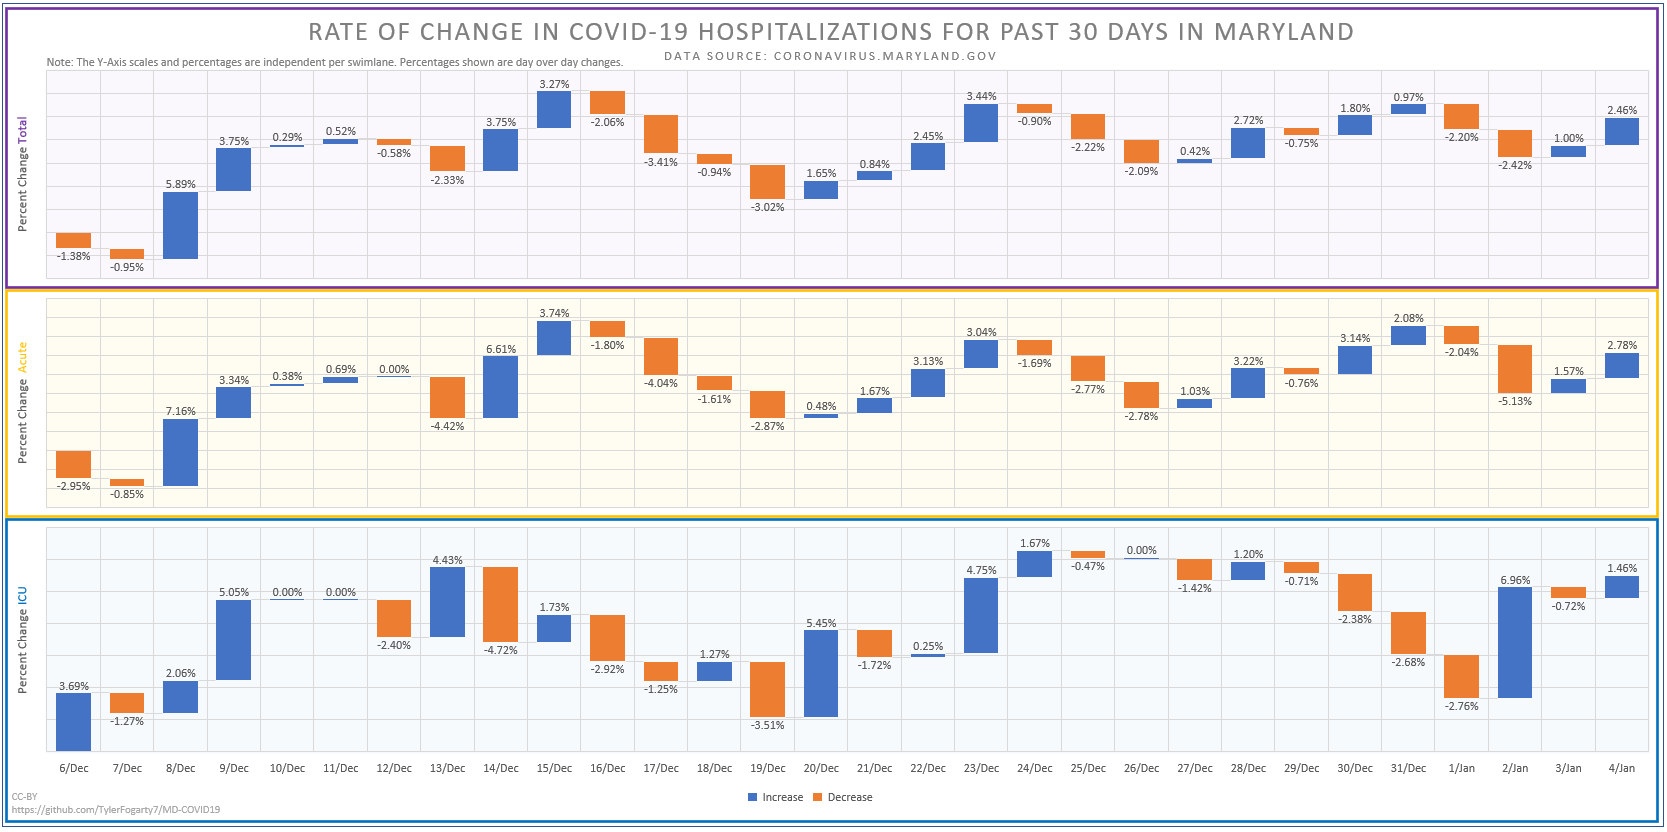 RATE OF CHANGE IN COVID-19 HOSPITALIZATIONS FOR PAST 30 DAYS IN MARYLAND
DATA SOURCE: CORONAVIRUS.MARYLAND.GOV
Note: The Y-Axis scales and percentages are independent per swimlane. Percentages shown are day over day changes.
Percent Change Total
-1.38% -0.95% 5.89% 3.75% 0.29% 0.52% -0.58% -2.33% 3.75% 3.27% -2.06% -3.41% -0.94% -3.02% 1.65% 0.84% 2.45% 3.44% -0.90% -2.22% -2.09% 0.42% 2.72% -0.75% 1.80% 0.97% -2.20% -2.42% 1.00% 2.46%
Percent Change Acute
-2.95% -0.85% 7.16% 3.34% 0.38% 0.69% 0.00% -4.42% 6.61% 3.74% -1.80% -4.04% -1.61% -2.87% 0.48% 1.67% 3.13% 3.04% -1.69% -2.77% -2.78% 1.03% 3.22% -0.76% 3.14% 2.08% -2.04% -5.13% 1.57% 2.78%
Percent Change ICU
3.69% -1.27% 2.06% 5.05% 0.00% 0.00% -2.40% 4.43% -4.72% 1.73% -2.92% -1.25% 1.27% -3.51% 5.45% -1.72% 0.25% 4.75% 1.67% -0.47% 0.00% -1.42% 1.20% -0.71% -2.38% -2.68% -2.76% 6.96% -0.72% 1.46%
6/Dec 7/Dec 8/Dec 9/Dec 10/Dec 11/Dec 12/Dec 13/Dec 14/Dec 15/Dec 16/Dec 17/Dec 18/Dec 19/Dec 20/Dec 21/Dec 22/Dec 23/Dec 24/Dec 25/Dec 26/Dec 27/Dec 28/Dec 29/Dec 30/Dec 31/Dec 1/Jan 2/Jan 3/Jan 4/Jan
Increase Decrease
CC-BY
https://github.com/TylerFogarty7/MD-COVID19